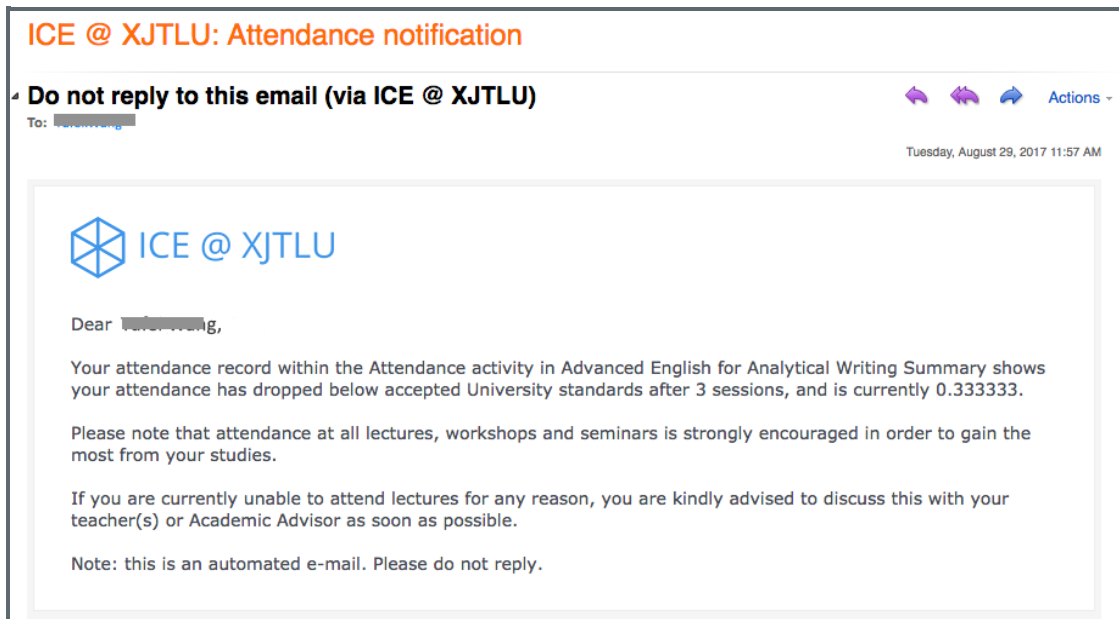 ICE @ XJTLU: Attendance notification
Do not reply to this email (via ICE @ XJTLU)
Actions
To:
Tuesday, August 29, 2017 11:57 AM
ICE @ XJTLU
Dear
Your attendance record within the Attendance activity in Advanced English for Analytical Writing Summary shows
your attendance has dropped below accepted University standards after 3 sessions, and is currently 0.333333.
Please note that attendance at all lectures, workshops and seminars is strongly encouraged in order to gain the
most from your studies.
If you are currently unable to attend lectures for any reason, you are kindly advised to discuss this with your
teacher(s) or Academic Advisor as soon as possible.
Note: this is an automated e-mail. Please do not reply.